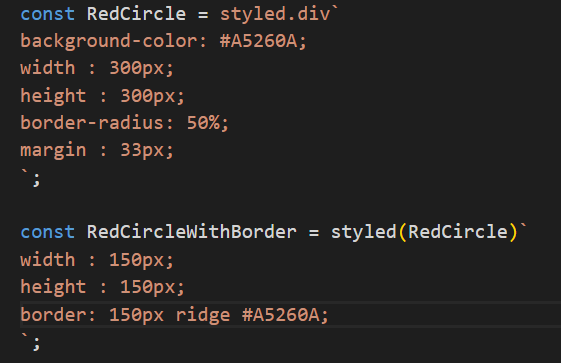 const RedCircle = styled.div`
background-color: #A5260A;
width : 300px;
height : 300px;
border-radius: 50%;
margin : 33px;
`;
const RedCircleWithBorder = styled(RedCircle)`
width : 150px;
height : 150px;
border: 150px ridge #A5260A;
`;